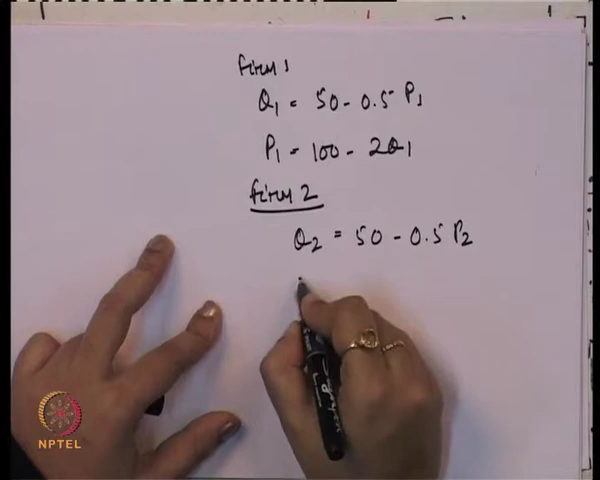 firm 1
Q1 = 50 - 0.5 P1
P1 = 100 - 2Q1
firm 2
Q2 = 50 - 0.5 P2
NPTEL